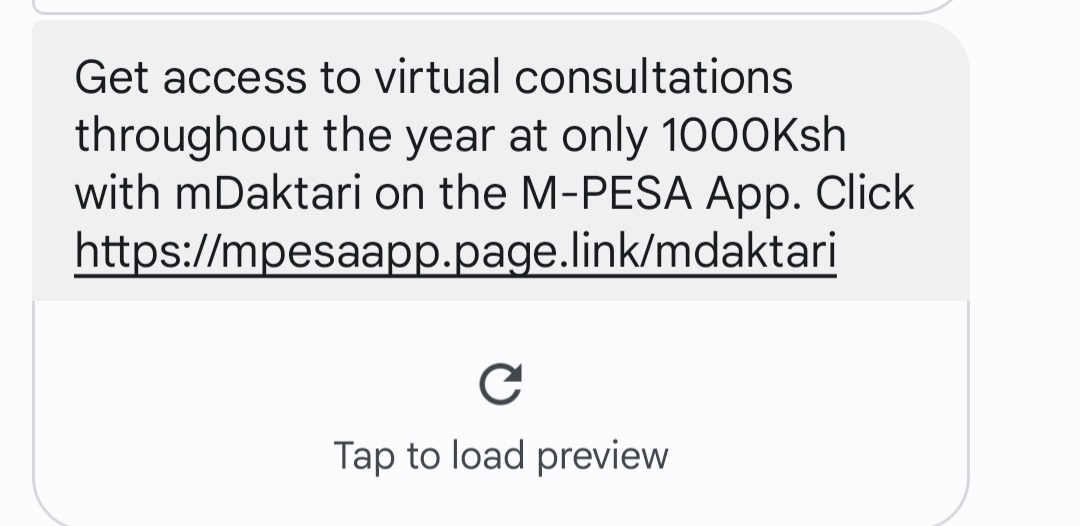 Get access to virtual consultations
throughout the year at only 1000Ksh
with mDaktari on the M-PESA App. Click
https://mpesaapp.page.link/mdaktari
Tap to load preview